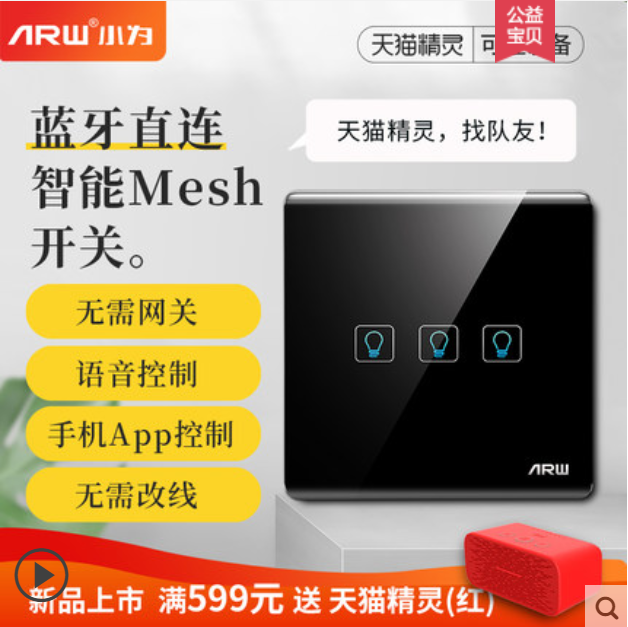 ARW®小为
公益
宝贝
天猫精灵 可 备
天猫精灵，找队友！
蓝牙直连
智能Mesh
开关。
无需网关
语音控制
手机App控制
无需改线
ARW
新品上市 满599元 送 天猫精灵(红)